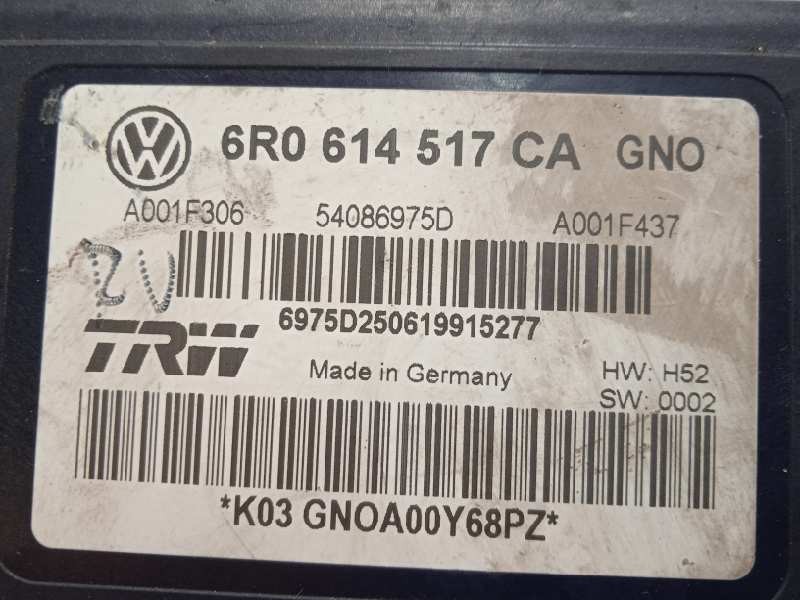 6R0 614 517 CA GNO
A001F306 54086975D A001F437
6975D250619915277
TRW Made in Germany HW: H52
SW: 0002
*K03 GNOA00Y68PZ*